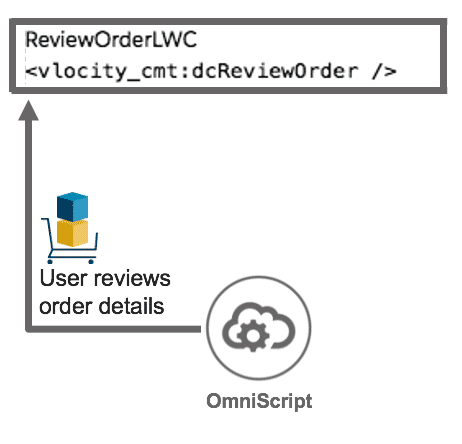 ReviewOrderLWC
<vlocity_cmt:dcReviewOrder />
User reviews
order details
OmniScript